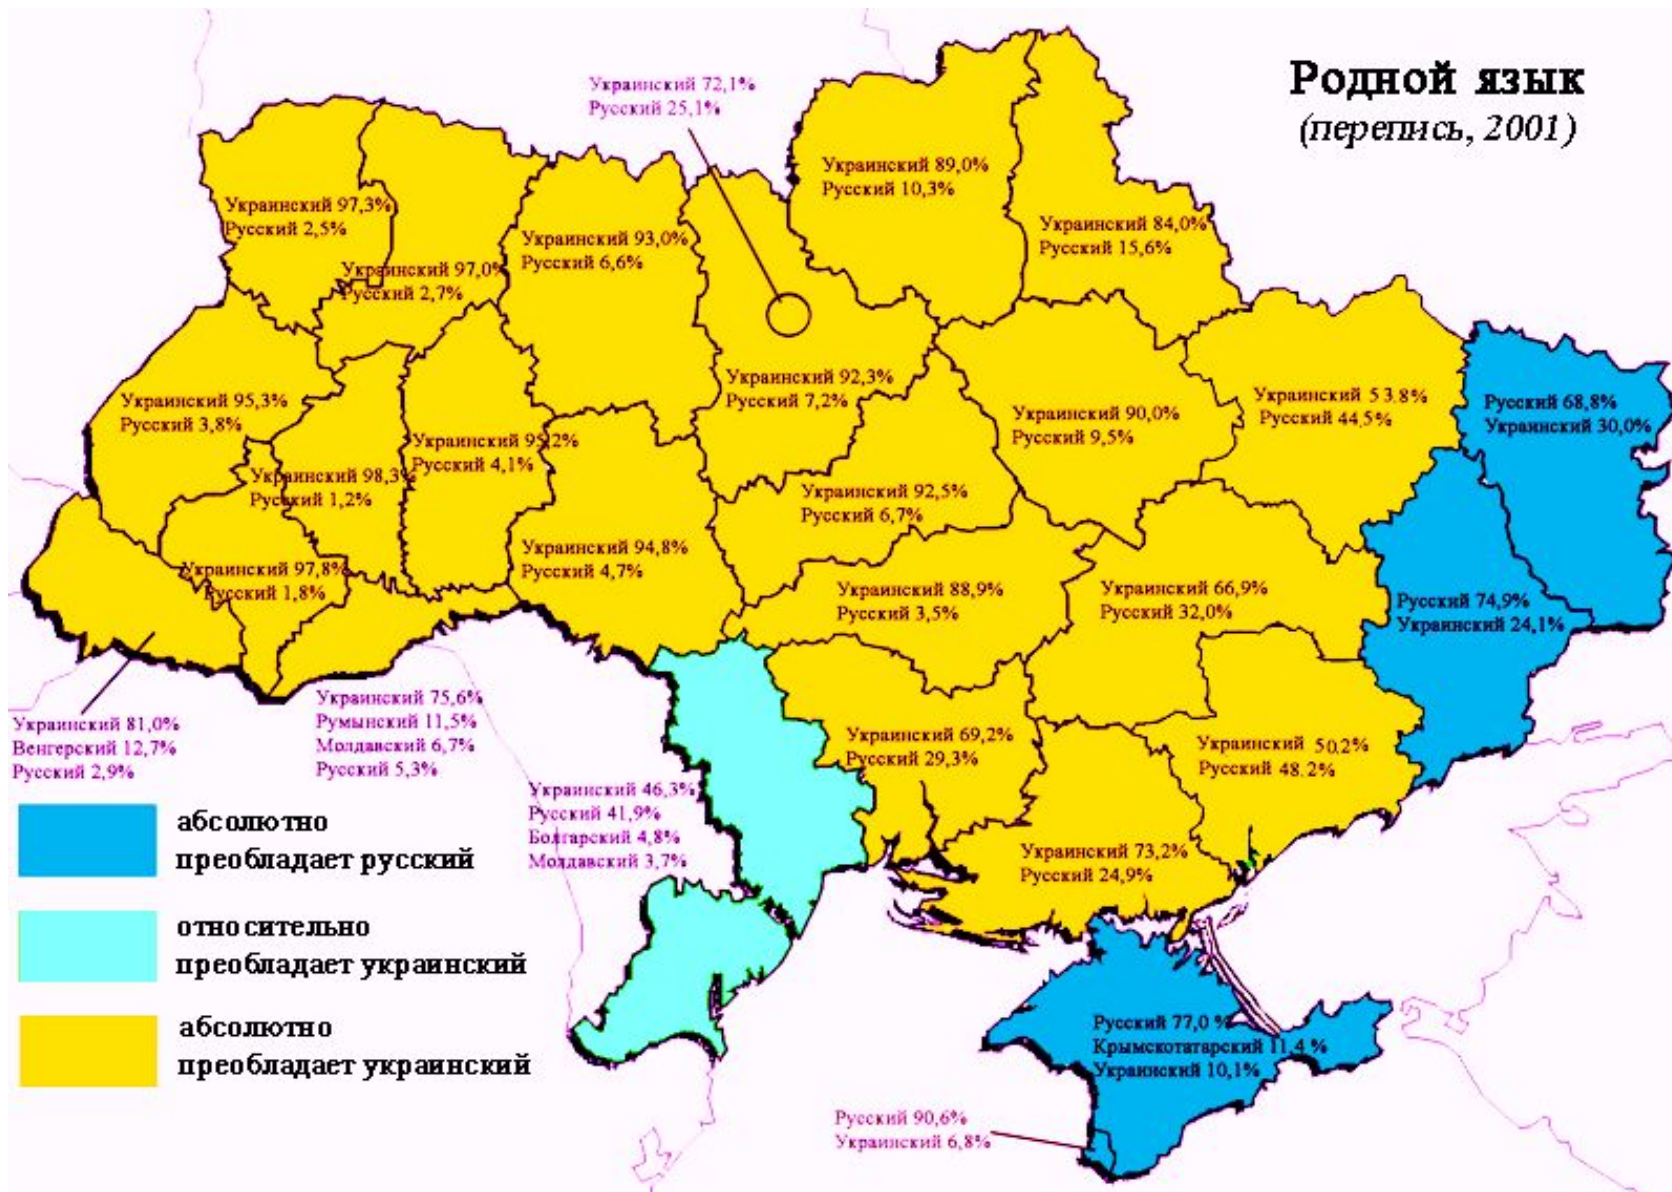 Родной язык
(перепись, 2001)
Украинский 72,1%
Русский 25,1%
Украинский 89,0%
Русский 10,3%
Украинский 97,3%
Русский 2,5%
Украинский 84,0%
Русский 15,6%
Украинский 93,0%
Русский 6,6%
Украинский 97,0%
Русский 2,7%
Украинский 92,3%
Русский 7,2%
Украинский 53.8%
Русский 44,5%
Русский 68,8%
Украинский 30,0%
Украинский 95,3%
Русский 3,8%
Украинский 90,0%
Русский 9,5%
Украинский 95,2%
Русский 4,1%
Украинский 98,3%
Русский 1,2%
Украинский 92,5%
Русский 6,7%
Украинский 94,8%
Русский 4,7%
Украинский 97,8%
Русский 1,8%
Украинский 88,9%
Русский 3,5%
Украинский 66,9%
Русский 32,0%
Русский 74,9%
Украинский 24,1%
Украинский 81,0%
Венгерский 12,7%
Русский 2,9%
Украинский 75,6%
Румынский 11,5%
Молдавский 6,7%
Русский 5,3%
Украинский 69,2%
Русский 29,3%
Украинский 50.2%
Русский 48.2%
Украинский 46,3%
Русский 41,9%
Болгарский 4,8%
Молдавский 3,7%
Украинский 73,2%
Русский 24,9%
абсолютно
преобладает русский
относительно
преобладает украинский
абсолютно
преобладает украинский
Русский 77,0 %
Крымскотатарский 11,4 %
Украинский 10,1%
Русский 90,6%
Украинский 6,8%